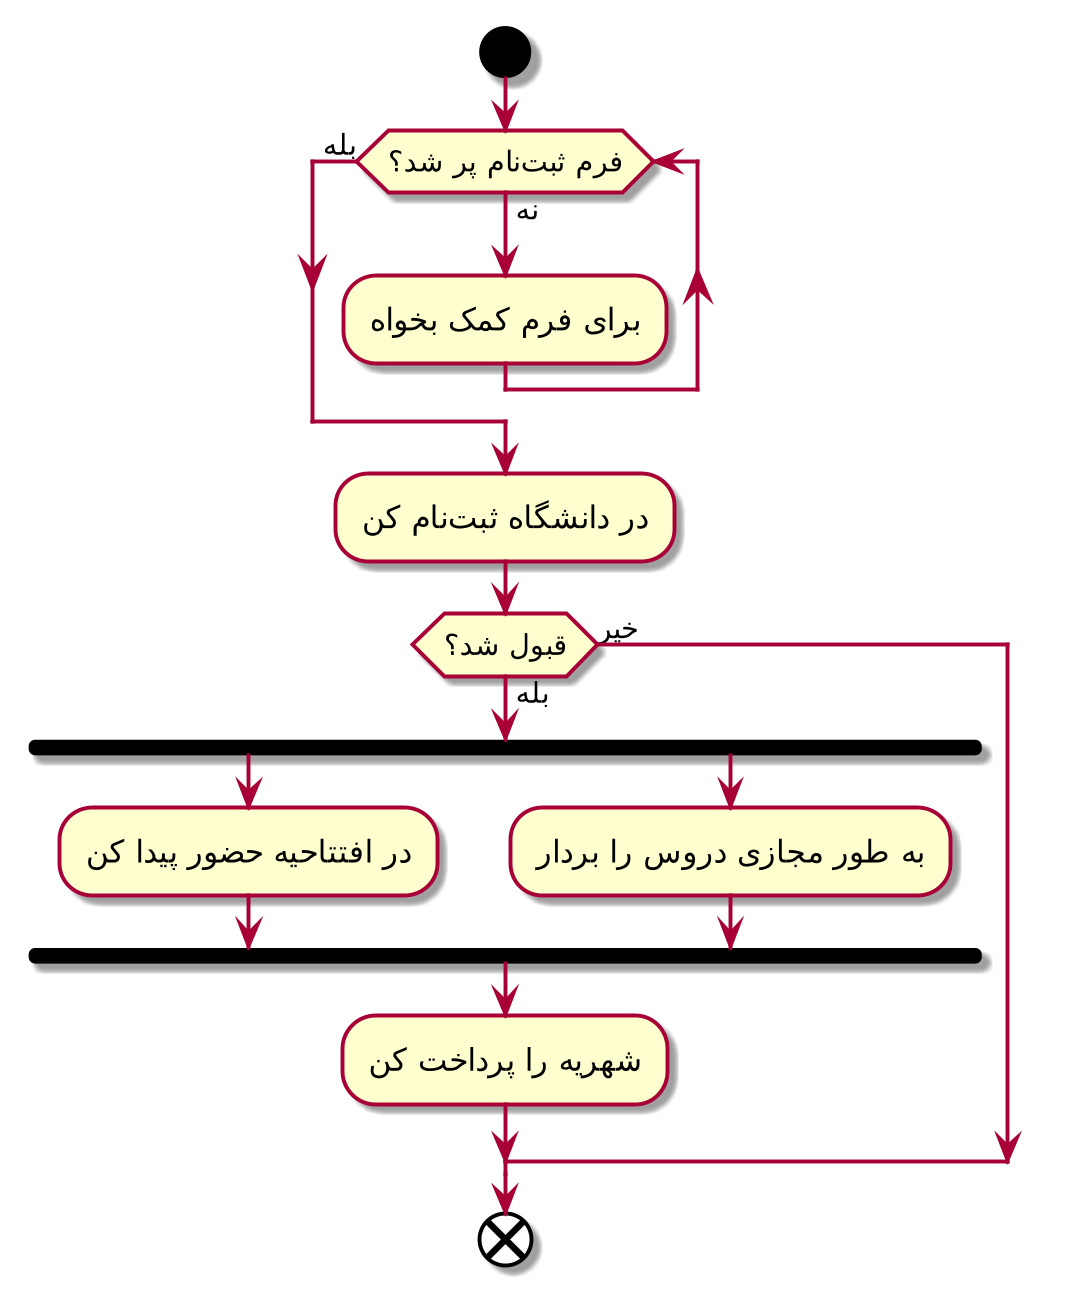 فرم ثبت‌نام پر شد؟
بله
نه
برای فرم کمک بخواه
در دانشگاه ثبت‌نام کن
قبول شد؟
خیر
بله
به طور مجازی دروس را بردار
در افتتاحیه حضور پیدا کن
شهریه را پرداخت کن